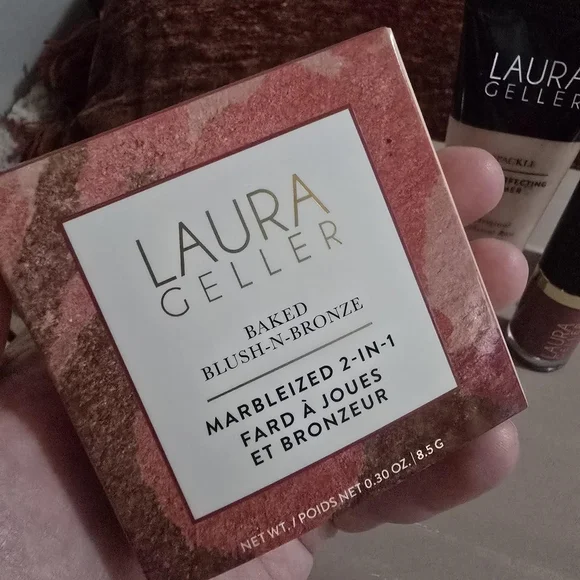 LAURA
GELLER
BAKED
BLUSH-N-BRONZE
MARBLEIZED 2-IN-1
FARD À JOUES
ET BRONZEUR
NET WT. / POIDS NET 0.30 OZ. | 8.5 G
LAURA
GELLER
LAURA